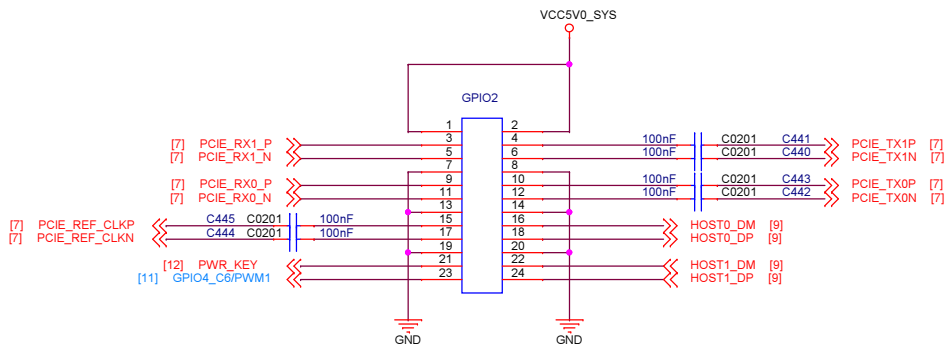 VCC5V0_SYS
GPIO2
1 2
[7] PCIE_RX1_P 3 4 100nF C0201 C441 PCIE_TX1P [7]
[7] PCIE_RX1_N 5 6 100nF C0201 C440 PCIE_TX1N [7]
7 8
[7] PCIE_RX0_P 9 10 100nF C0201 C443 PCIE_TX0P [7]
[7] PCIE_RX0_N 11 12 100nF C0201 C442 PCIE_TX0N [7]
13 14
[7] PCIE_REF_CLKP C445 C0201 100nF 15 16 HOST0_DM [9]
[7] PCIE_REF_CLKN C444 C0201 100nF 17 18 HOST0_DP [9]
19 20
[12] PWR_KEY 21 22 HOST1_DM [9]
[11] GPIO4_C6/PWM1 23 24 HOST1_DP [9]
GND GND